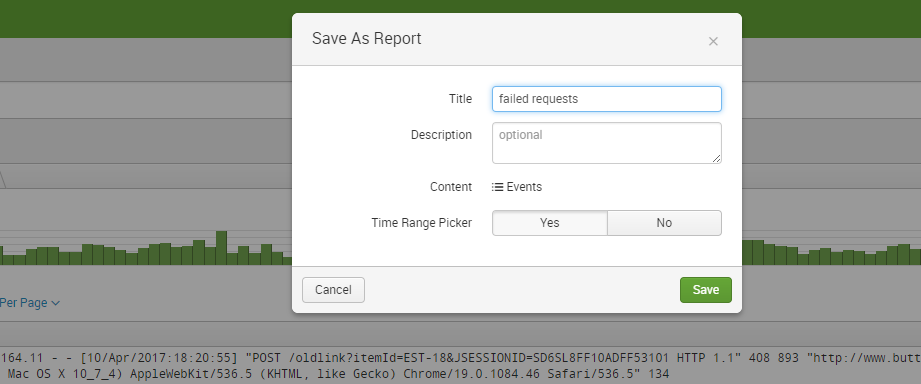 Save As Report
×
Title failed requests
Description optional
Content Events
Time Range Picker Yes No
Cancel Save
Per Page
164.11 - - [10/Apr/2017:18:20:55] "POST /oldlink?itemId=EST-18&JSESSIONID=SD6SL8FF10ADFF53101 HTTP 1.1" 408 893 "http://www.butt
Mac OS X 10_7_4) AppleWebKit/536.5 (KHTML, like Gecko) Chrome/19.0.1084.46 Safari/536.5" 134